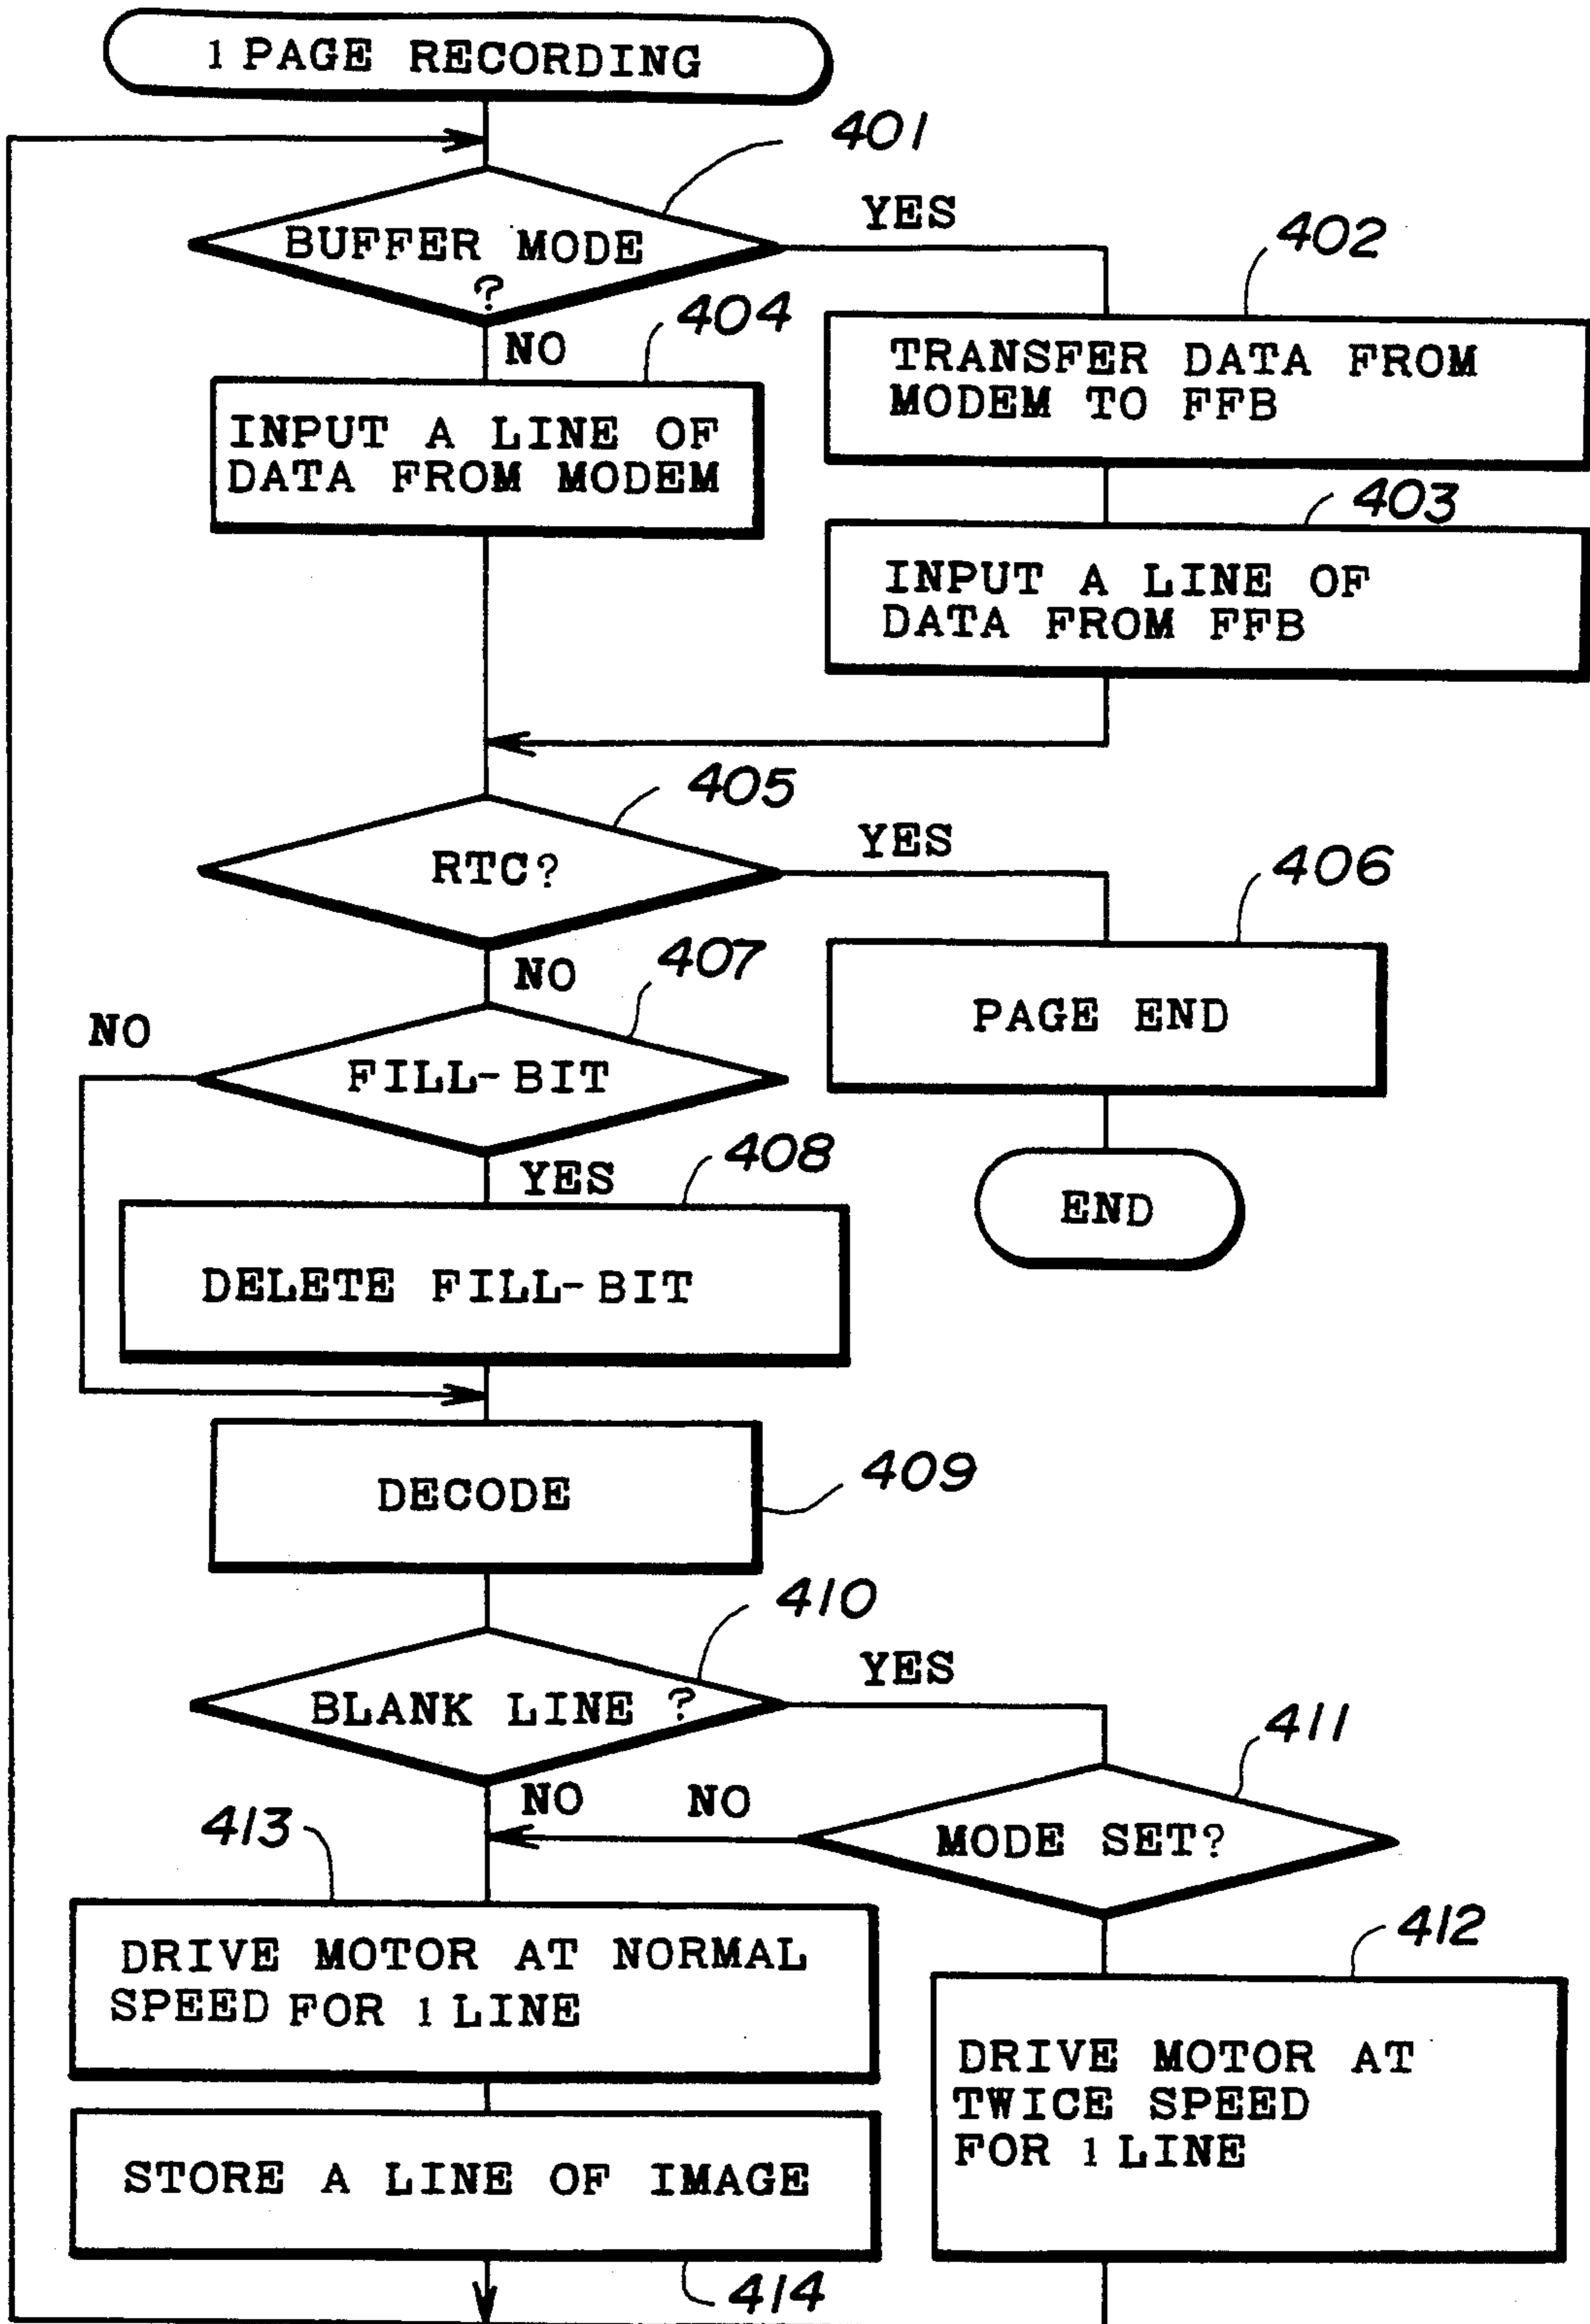 1 PAGE RECORDING
401
BUFFER MODE
?
YES
402
NO
404
TRANSFER DATA FROM
MODEM TO FFB
INPUT A LINE OF
DATA FROM MODEM
403
INPUT A LINE OF
DATA FROM FFB
405
RTC?
YES
406
NO
407
PAGE END
NO
FILL-BIT
YES
408
END
DELETE FILL-BIT
DECODE
409
410
BLANK LINE ?
YES
411
NO
NO
MODE SET?
413
412
DRIVE MOTOR AT NORMAL
SPEED FOR 1 LINE
DRIVE MOTOR AT
TWICE SPEED
FOR 1 LINE
STORE A LINE OF IMAGE
414